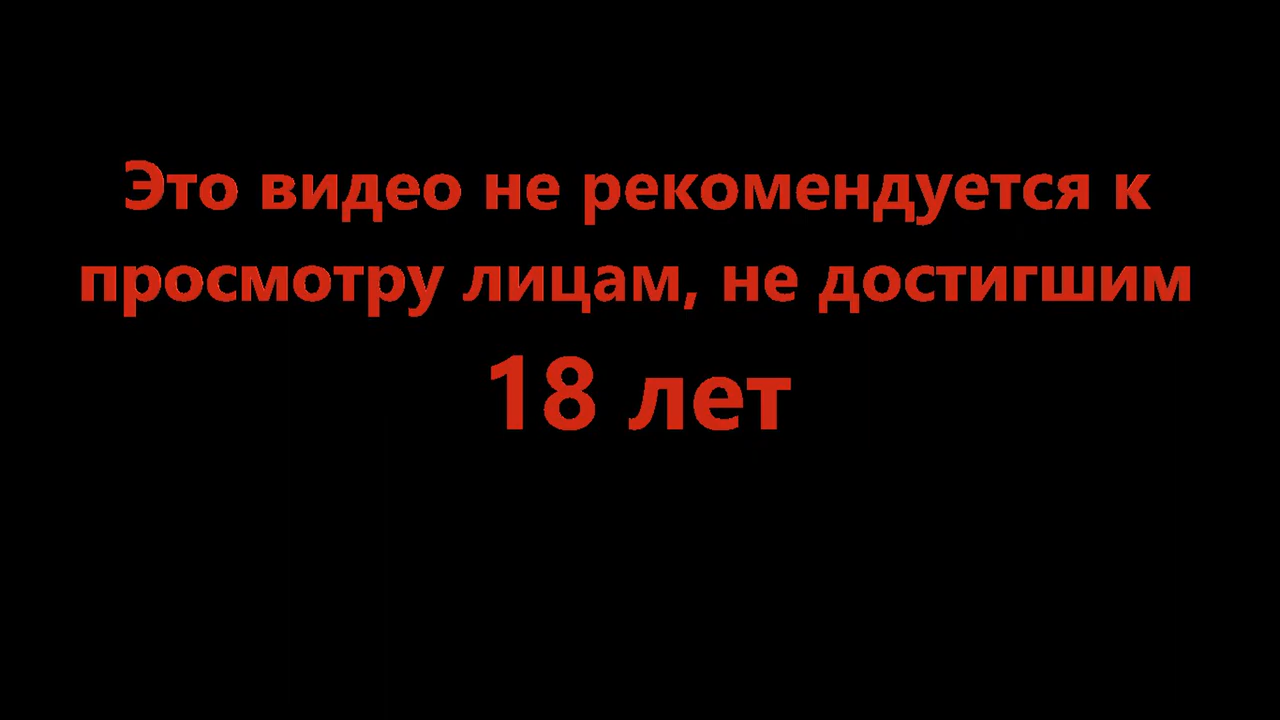 Это видео не рекомендуется к
просмотру лицам, не достигшим
18 лет